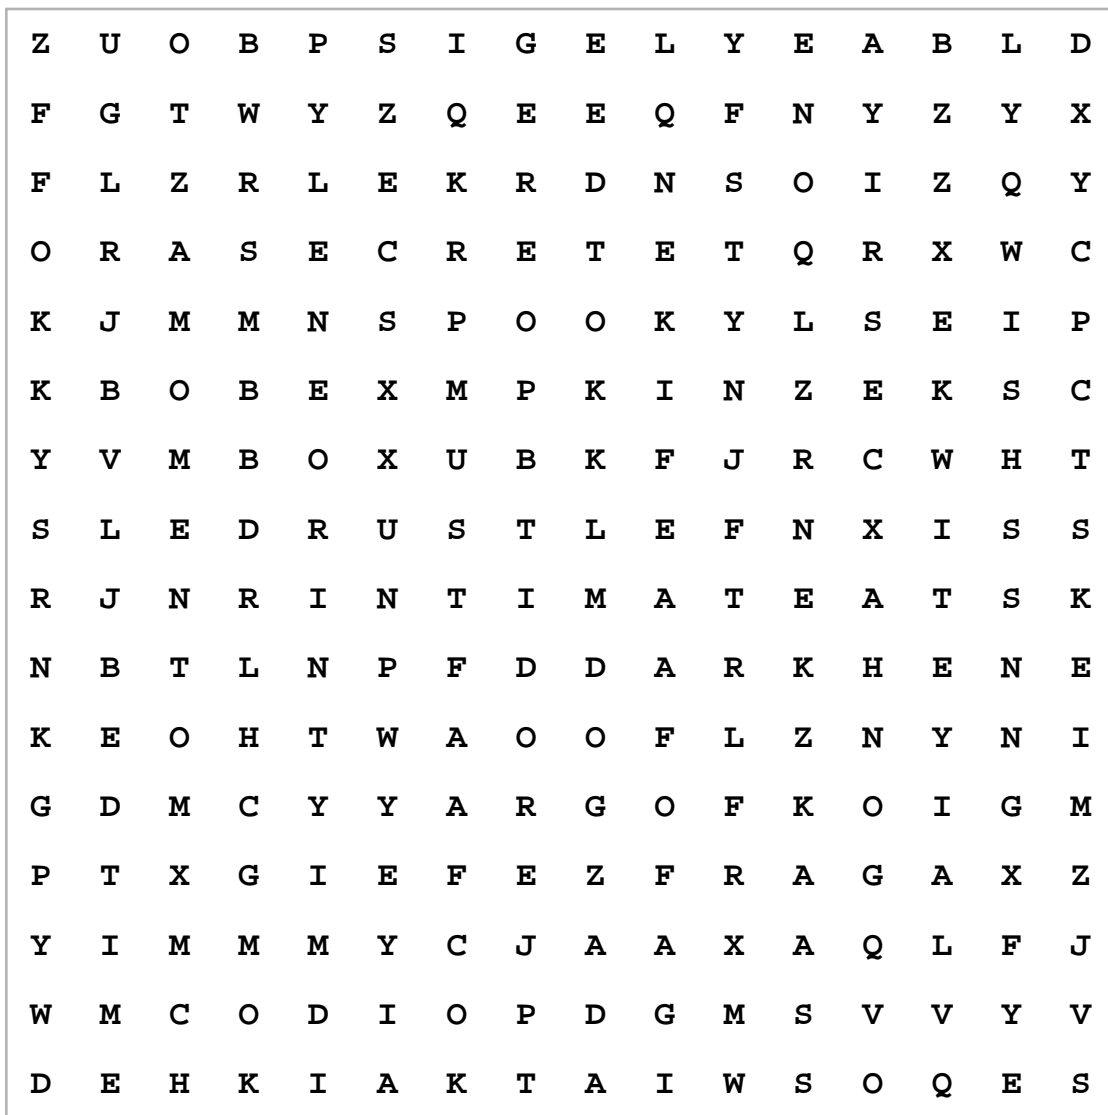 Z U O B P S I G E L Y E A B L D
F G T W Y Z Q E E Q F N Y Z Y X
F L Z R L E K R D N S O I Z Q Y
O R A S E C R E T E T Q R X W C
K J M M N S P O O K Y L S E I P
K B O B E X M P K I N Z E K S C
Y V M B O X U B K F J R C W H T
S L E D R U S T L E F N X I S S
R J N R I N T I M A T E A T S K
N B T L N P F D D A R K H E N E
K E O H T W A O O F L Z N Y N I
G D M C Y Y A R G O F K O I G M
P T X G I E F E Z F R A G A X Z
Y I M M M Y C J A A X A Q L F J
W M C O D I O P D G M S V V Y V
D E H K I A K T A I W S O Q E S